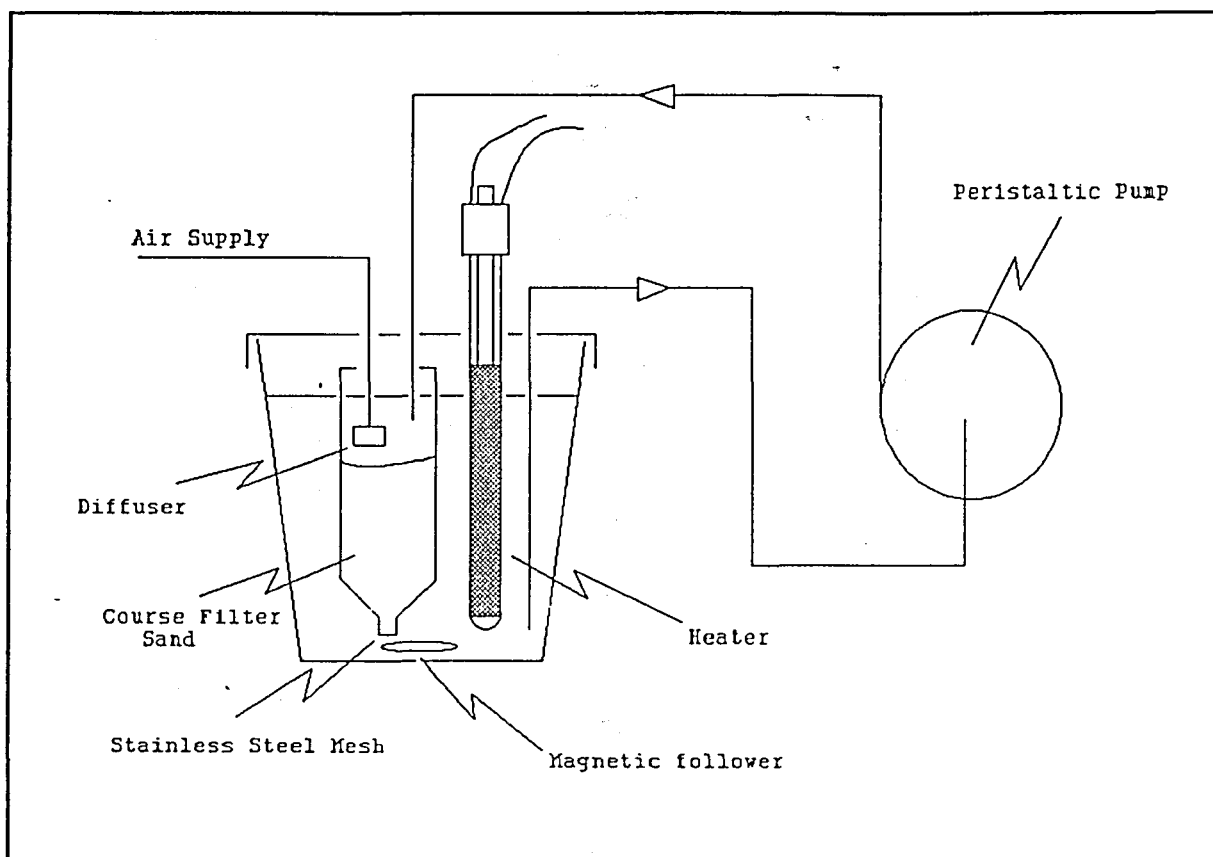 Peristaltic Pump
Air Supply
Diffuser
Course Filter
Sand
Heater
Stainless Steel Mesh
Magnetic follower